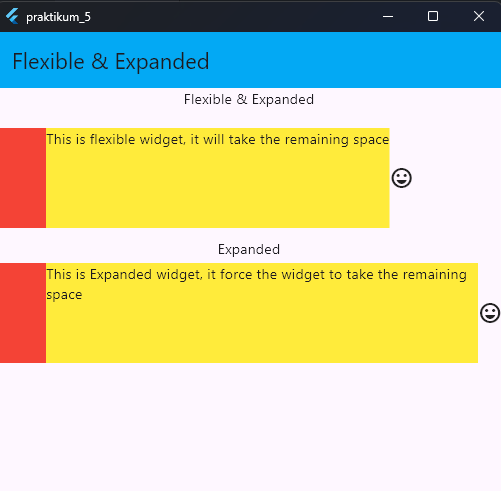 praktikum_5
Flexible & Expanded
Flexible & Expanded
This is flexible widget, it will take the remaining space
Expanded
This is Expanded widget, it force the widget to take the remaining
space